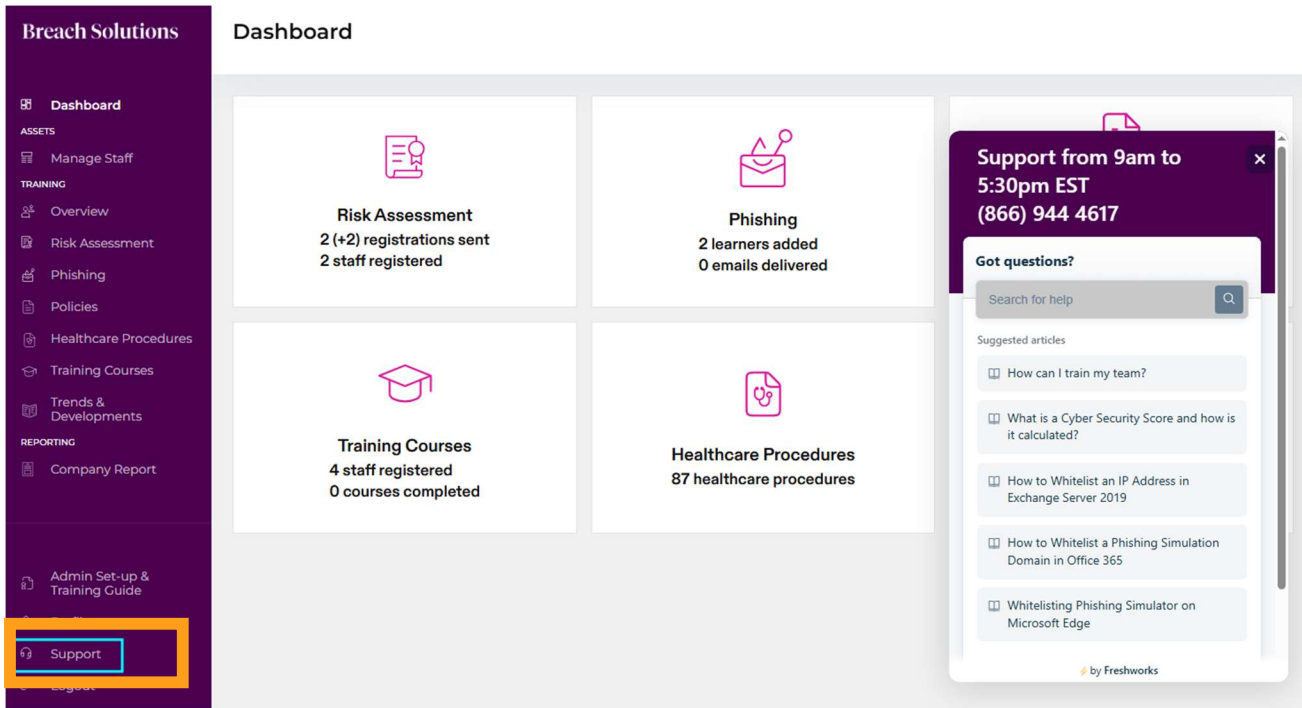 Breach Solutions
Dashboard
Dashboard
ASSETS
Manage Staff
TRAINING
Overview
Risk Assessment
Phishing
Policies
Healthcare Procedures
Training Courses
Trends &
Developments
REPORTING
Company Report
Admin Set-up &
Training Guide
Support
Logout
Risk Assessment
2 (+2) registrations sent
2 staff registered
Phishing
2 learners added
0 emails delivered
Training Courses
4 staff registered
0 courses completed
Healthcare Procedures
87 healthcare procedures
Support from 9am to
5:30pm EST
(866) 944 4617
Got questions?
Search for help
Suggested articles
How can I train my team?
What is a Cyber Security Score and how is
it calculated?
How to Whitelist an IP Address in
Exchange Server 2019
How to Whitelist a Phishing Simulation
Domain in Office 365
Whitelisting Phishing Simulator on
Microsoft Edge
by Freshworks